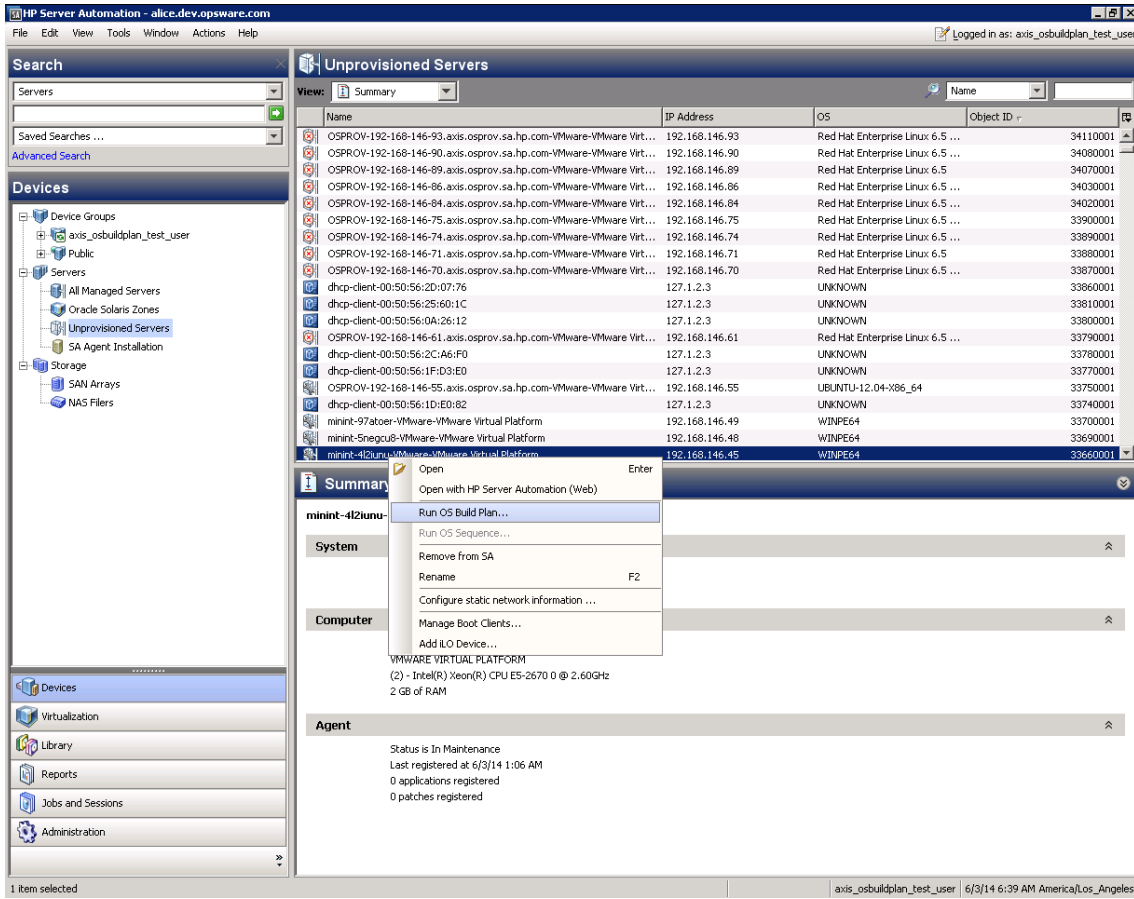 HP Server Automation - alice.dev.opsware.com
File Edit View Tools Window Actions Help
Logged in as: axis_osbuildplan_test_user
Search
Servers
Saved Searches ...
Advanced Search
Devices
Device Groups
axis_osbuildplan_test_user
Public
Servers
All Managed Servers
Oracle Solaris Zones
Unprovisioned Servers
SA Agent Installation
Storage
SAN Arrays
NAS Filers
Devices
Virtualization
Library
Reports
Jobs and Sessions
Administration
Unprovisioned Servers
View: Summary Name
Name IP Address OS Object ID
OSPROV-192-168-146-93.axis.osprov.sa.hp.com-VMware-VMware Virt... 192.168.146.93 Red Hat Enterprise Linux 6.5 ... 34110001
OSPROV-192-168-146-90.axis.osprov.sa.hp.com-VMware-VMware Virt... 192.168.146.90 Red Hat Enterprise Linux 6.5 ... 34080001
OSPROV-192-168-146-89.axis.osprov.sa.hp.com-VMware-VMware Virt... 192.168.146.89 Red Hat Enterprise Linux 6.5 34070001
OSPROV-192-168-146-86.axis.osprov.sa.hp.com-VMware-VMware Virt... 192.168.146.86 Red Hat Enterprise Linux 6.5 ... 34030001
OSPROV-192-168-146-84.axis.osprov.sa.hp.com-VMware-VMware Virt... 192.168.146.84 Red Hat Enterprise Linux 6.5 ... 34020001
OSPROV-192-168-146-75.axis.osprov.sa.hp.com-VMware-VMware Virt... 192.168.146.75 Red Hat Enterprise Linux 6.5 ... 33900001
OSPROV-192-168-146-74.axis.osprov.sa.hp.com-VMware-VMware Virt... 192.168.146.74 Red Hat Enterprise Linux 6.5 ... 33890001
OSPROV-192-168-146-71.axis.osprov.sa.hp.com-VMware-VMware Virt... 192.168.146.71 Red Hat Enterprise Linux 6.5 33880001
OSPROV-192-168-146-70.axis.osprov.sa.hp.com-VMware-VMware Virt... 192.168.146.70 Red Hat Enterprise Linux 6.5 ... 33870001
dhcp-client-00:50:56:2D:07:76 127.1.2.3 UNKNOWN 33860001
dhcp-client-00:50:56:25:60:1C 127.1.2.3 UNKNOWN 33810001
dhcp-client-00:50:56:0A:26:12 127.1.2.3 UNKNOWN 33800001
OSPROV-192-168-146-61.axis.osprov.sa.hp.com-VMware-VMware Virt... 192.168.146.61 Red Hat Enterprise Linux 6.5 ... 33790001
dhcp-client-00:50:56:2C:A6:F0 127.1.2.3 UNKNOWN 33780001
dhcp-client-00:50:56:1F:D3:E0 127.1.2.3 UNKNOWN 33770001
OSPROV-192-168-146-55.axis.osprov.sa.hp.com-VMware-VMware Virt... 192.168.146.55 UBUNTU-12.04-X86_64 33750001
dhcp-client-00:50:56:1D:E0:82 127.1.2.3 UNKNOWN 33740001
minint-97atoer-VMware-VMware Virtual Platform 192.168.146.49 WINPE64 33700001
minint-5negcu8-VMware-VMware Virtual Platform 192.168.146.48 WINPE64 33690001
minint-4l2iunu-VMware-VMware Virtual Platform 192.168.146.45 WINPE64 33660001
Open Enter
Open with HP Server Automation (Web)
Run OS Build Plan...
Run OS Sequence...
Remove from SA
Rename F2
Configure static network information ...
Manage Boot Clients...
Add iLO Device...
Summary
minint-4l2iunu-
System
Computer
VMWARE VIRTUAL PLATFORM
(2) - Intel(R) Xeon(R) CPU E5-2670 0 @ 2.60GHz
2 GB of RAM
Agent
Status is In Maintenance
Last registered at 6/3/14 1:06 AM
0 applications registered
0 patches registered
1 item selected
axis_osbuildplan_test_user 6/3/14 6:39 AM America/Los_Angeles